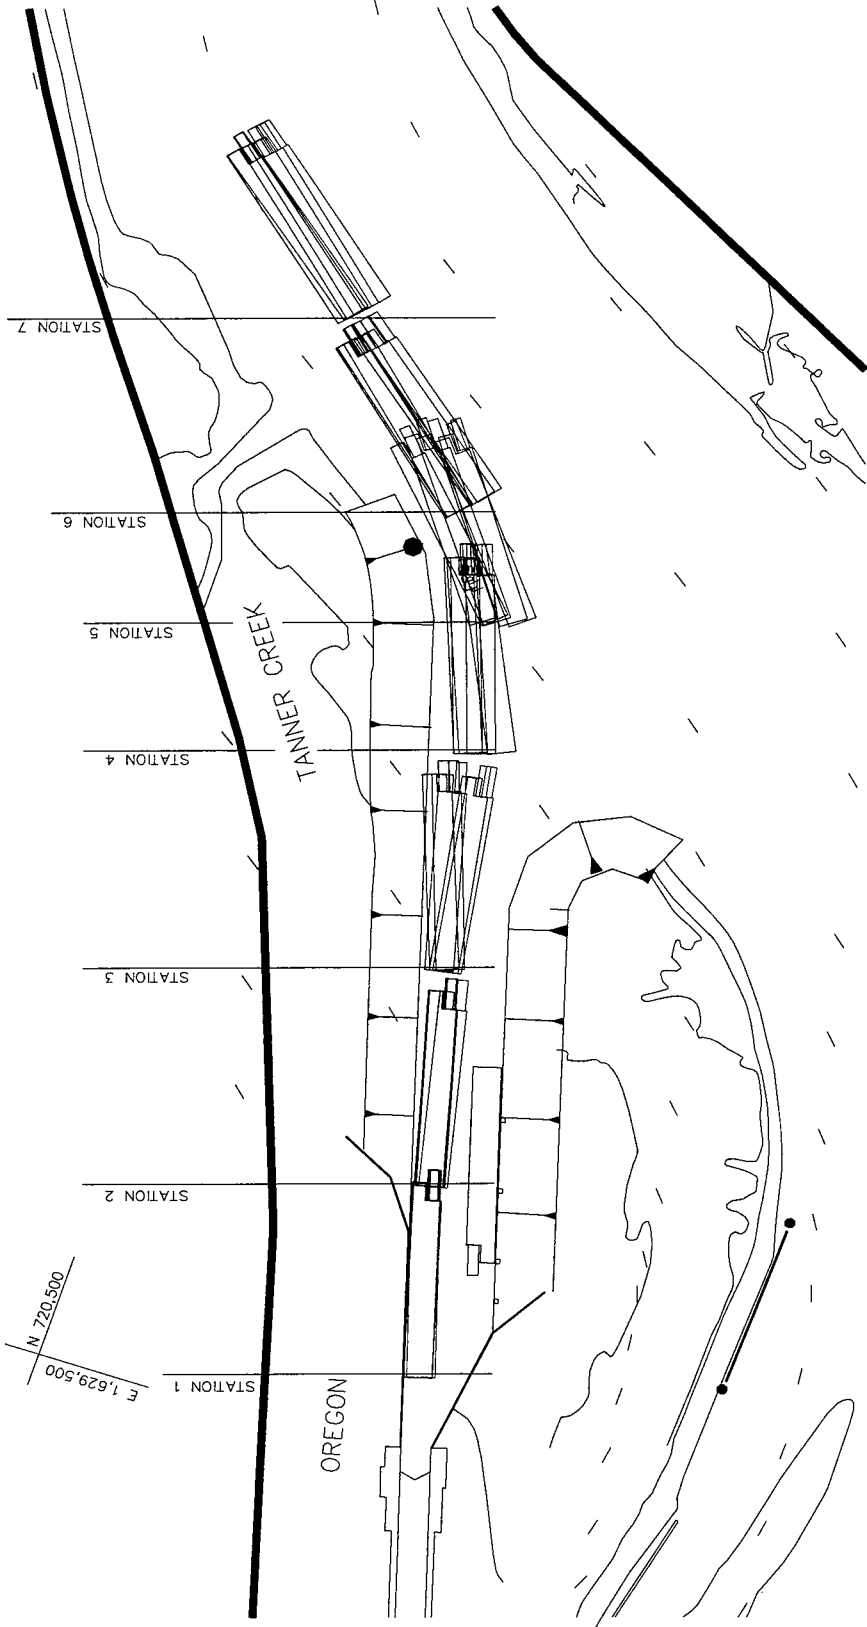 STATION 7
STATION 6
STATION 5
TANNER CREEK
STATION 4
STATION 3
STATION 2
N 720,500
E 1,629,500
STATION 1
OREGON